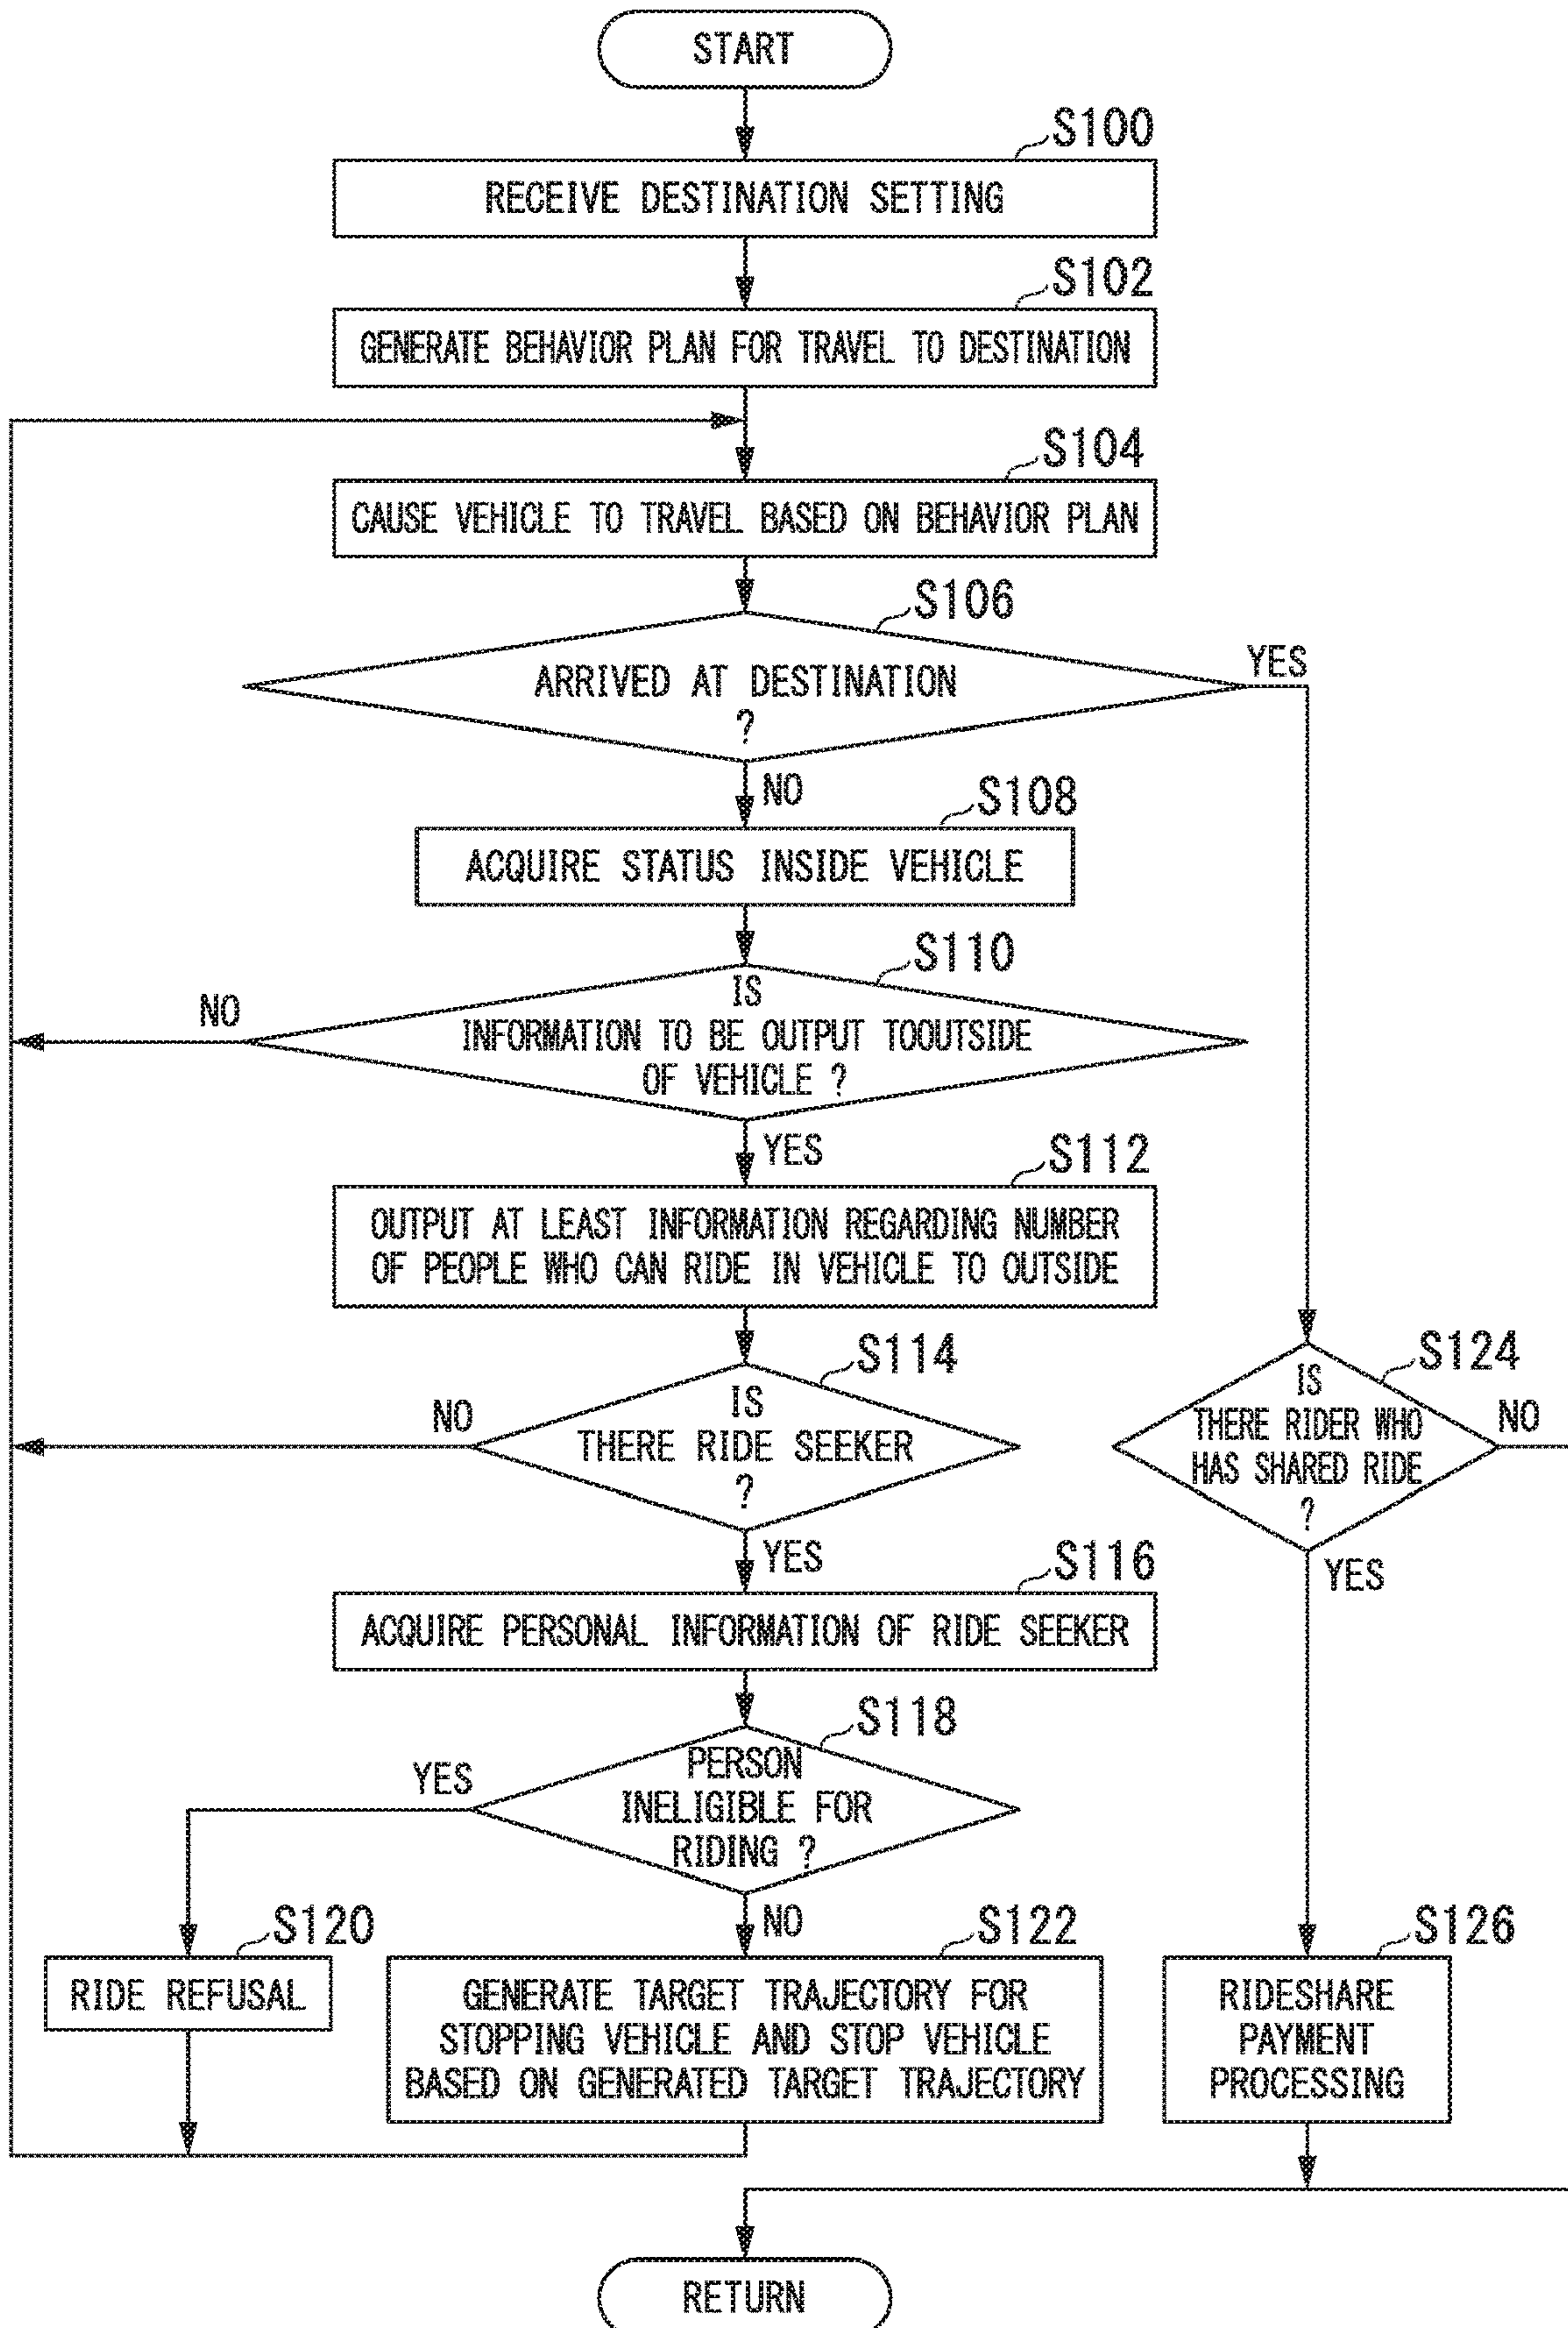 START
S100
RECEIVE DESTINATION SETTING
S102
GENERATE BEHAVIOR PLAN FOR TRAVEL TO DESTINATION
S104
CAUSE VEHICLE TO TRAVEL BASED ON BEHAVIOR PLAN
S106
ARRIVED AT DESTINATION
?
YES
NO
S108
ACQUIRE STATUS INSIDE VEHICLE
S110
IS
INFORMATION TO BE OUTPUT TOOUTSIDE
OF VEHICLE ?
NO
YES
S112
OUTPUT AT LEAST INFORMATION REGARDING NUMBER
OF PEOPLE WHO CAN RIDE IN VEHICLE TO OUTSIDE
S114
IS
THERE RIDE SEEKER
?
NO
YES
S116
ACQUIRE PERSONAL INFORMATION OF RIDE SEEKER
S118
PERSON
INELIGIBLE FOR
RIDING ?
YES
NO
S120
RIDE REFUSAL
S122
GENERATE TARGET TRAJECTORY FOR
STOPPING VEHICLE AND STOP VEHICLE
BASED ON GENERATED TARGET TRAJECTORY
S124
IS
THERE RIDER WHO
HAS SHARED RIDE
?
NO
YES
S126
RIDESHARE
PAYMENT
PROCESSING
RETURN